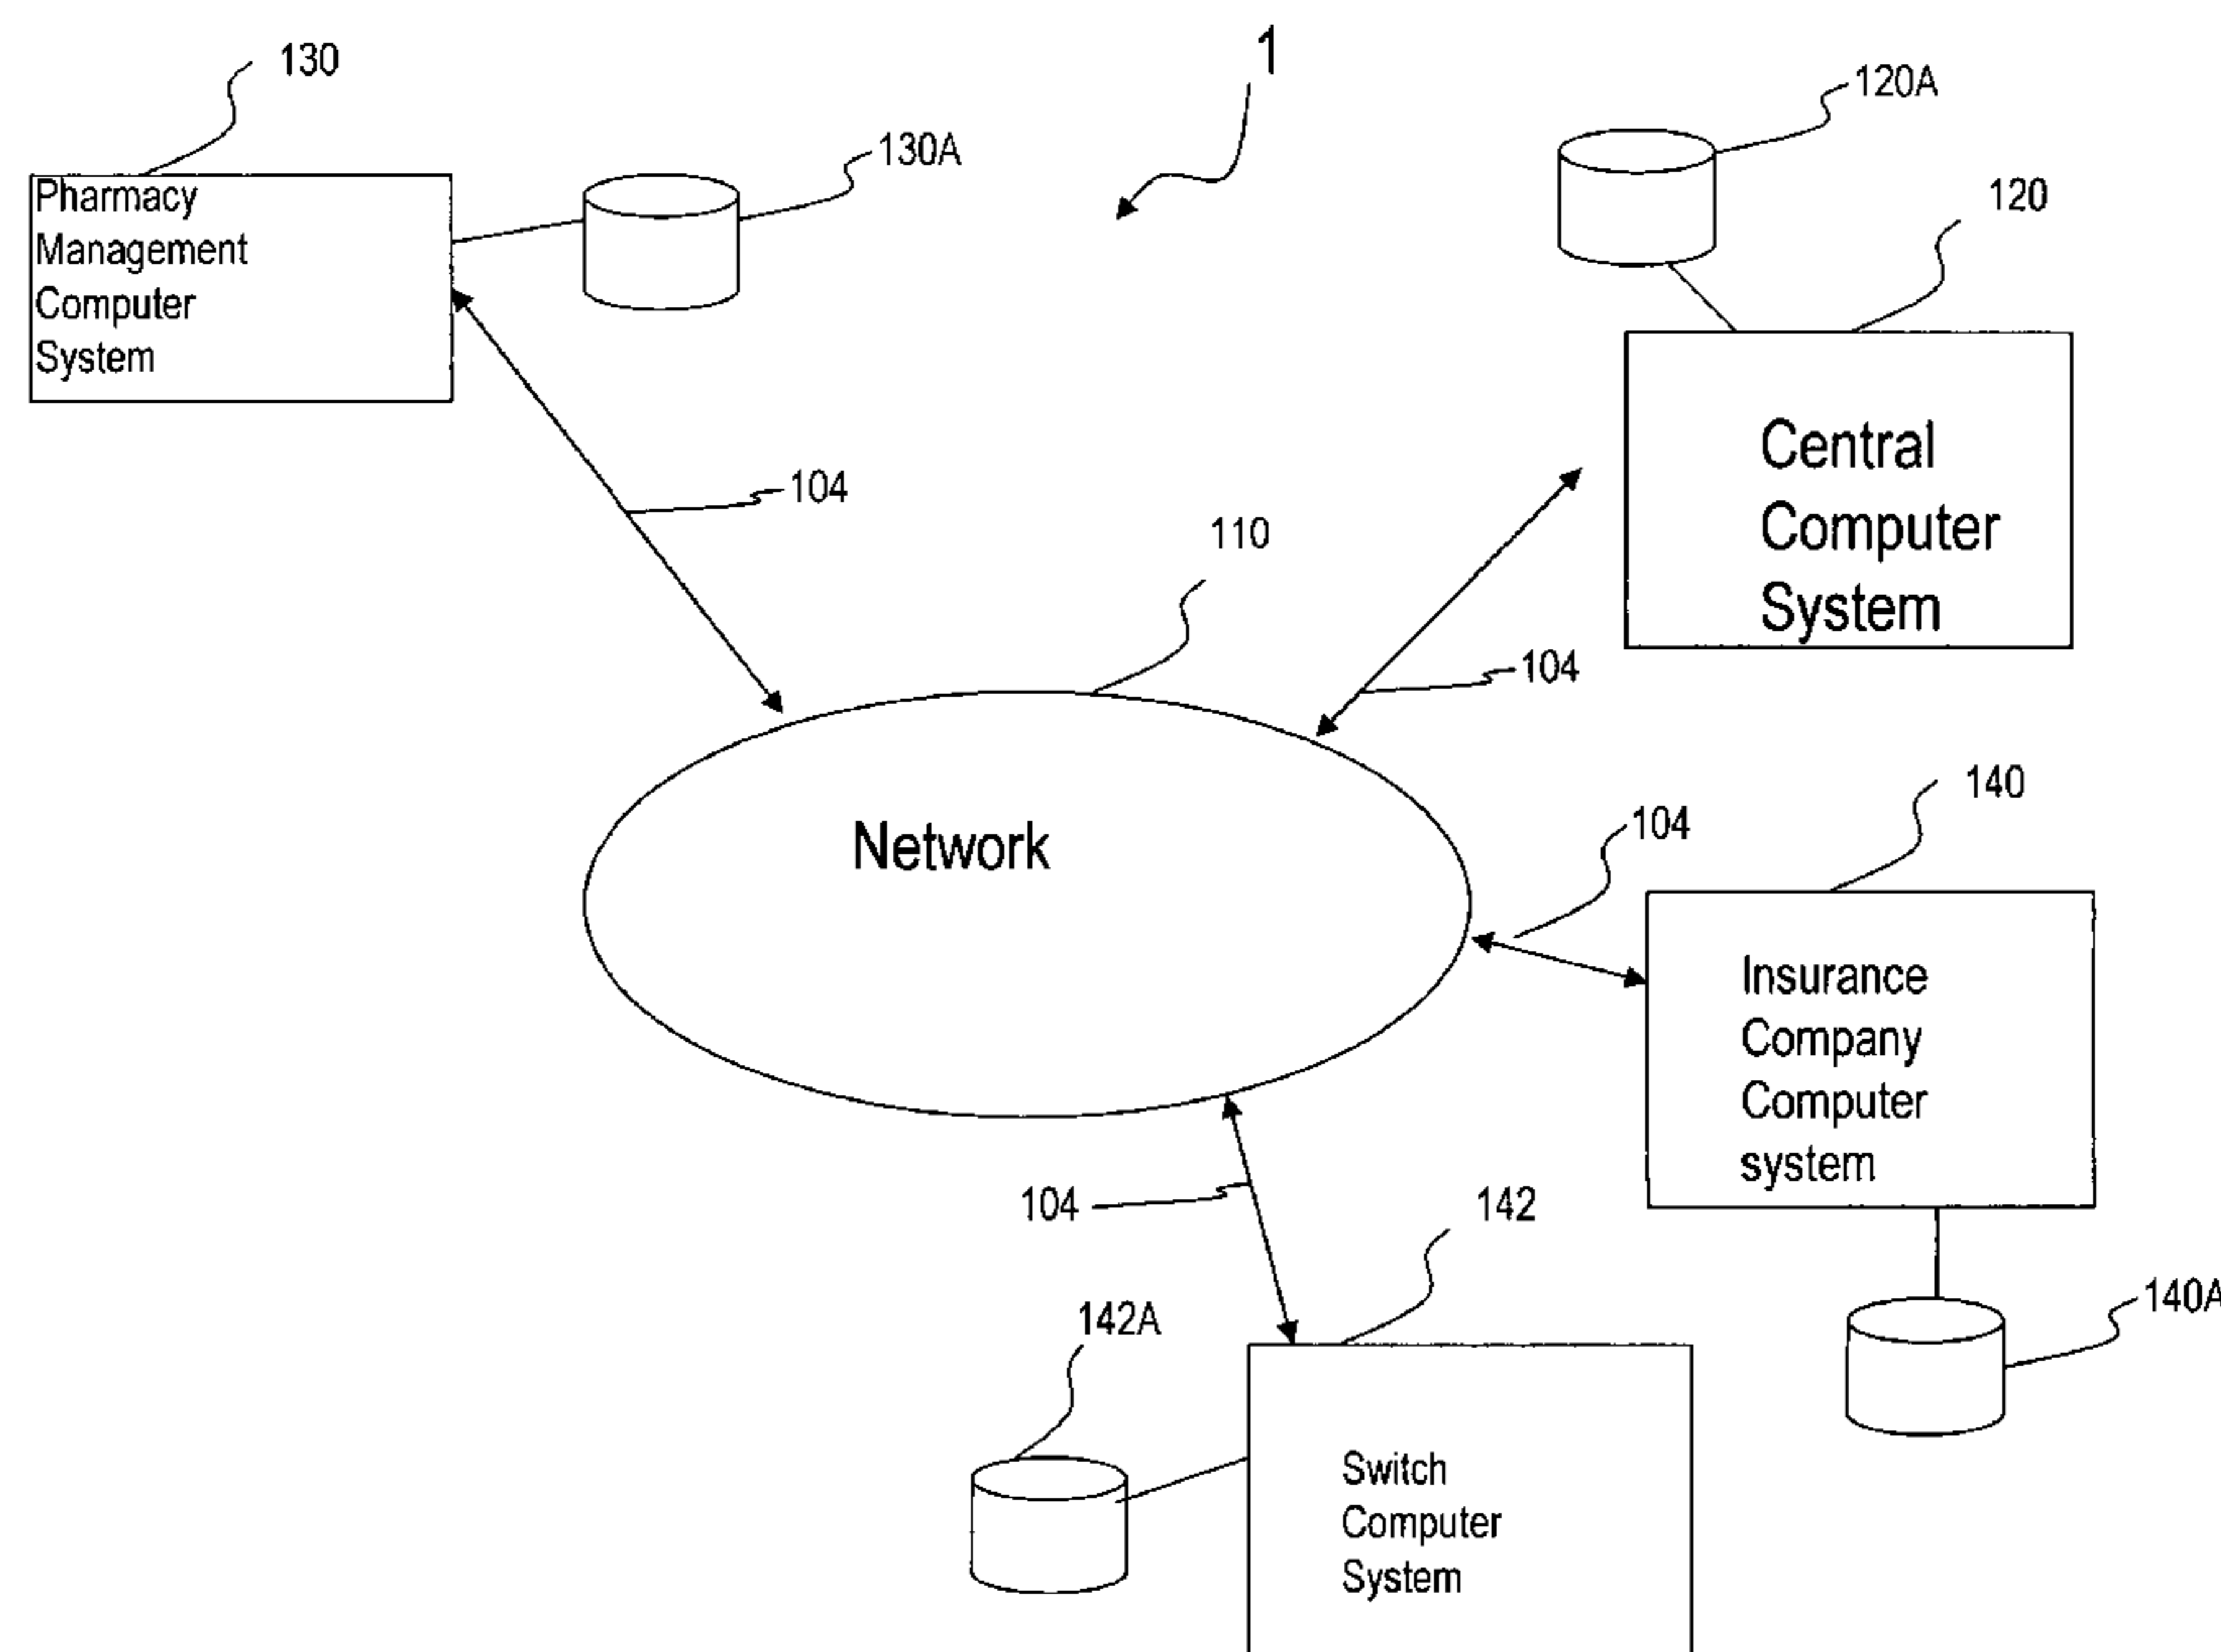 1
130
120A
130A
120
Pharmacy
Management
Computer
System
Central
Computer
System
104
110
104
Network
140
104
Insurance
Company
Computer
system
104
142
142A
140A
Switch
Computer
System